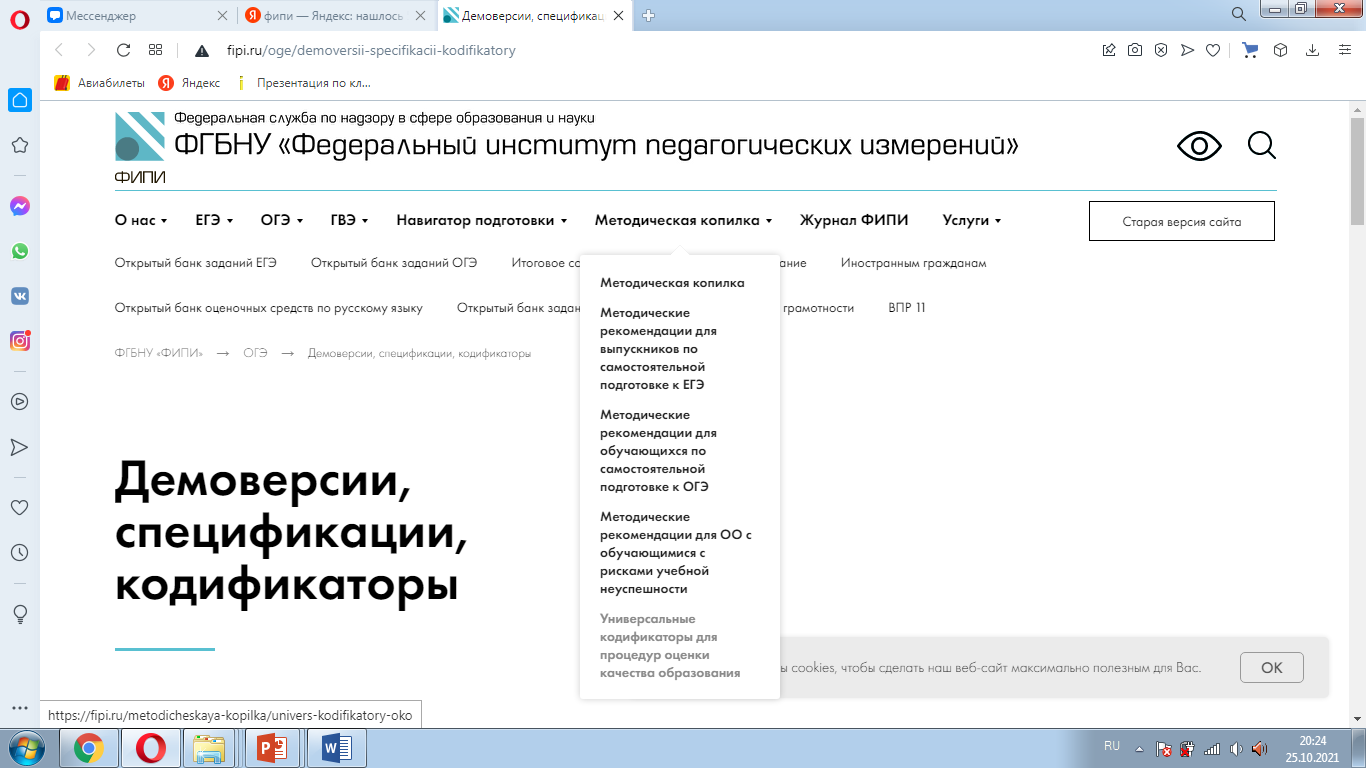 Мессенджер
фипи — Яндекс: нашлось
Демоверсии, спецификац
fipi.ru/oge/demoversii-specifikacii-kodifikatory
Авиабилеты
Яндекс
Презентация по кл...
Федеральная служба по надзору в сфере образования и науки
ФГБНУ «Федеральный институт педагогических измерений»
ФИПИ
О нас ЕГЭ ОГЭ ГВЭ Навигатор подготовки Методическая копилка Журнал ФИПИ Услуги
Старая версия сайта
Открытый банк заданий ЕГЭ Открытый банк заданий ОГЭ Итоговое со ание Иностранным гражданам
Открытый банк оценочных средств по русскому языку Открытый банк задан грамотности ВПР 11
ФГБНУ «ФИПИ» → ОГЭ → Демоверсии, спецификации, кодификаторы
Методическая копилка
Методические
рекомендации для
выпускников по
самостоятельной
подготовке к ЕГЭ
Методические
рекомендации для
обучающихся по
самостоятельной
подготовке к ОГЭ
Методические
рекомендации для ОО с
обучающимися с
рисками учебной
неуспешности
Универсальные
кодификаторы для
процедур оценки
качества образования
Демоверсии,
спецификации,
кодификаторы
ы cookies, чтобы сделать наш веб-сайт максимально полезным для Вас.
ОК
https://fipi.ru/metodicheskaya-kopilka/univers-kodifikatory-oko
RU
20:24
25.10.2021